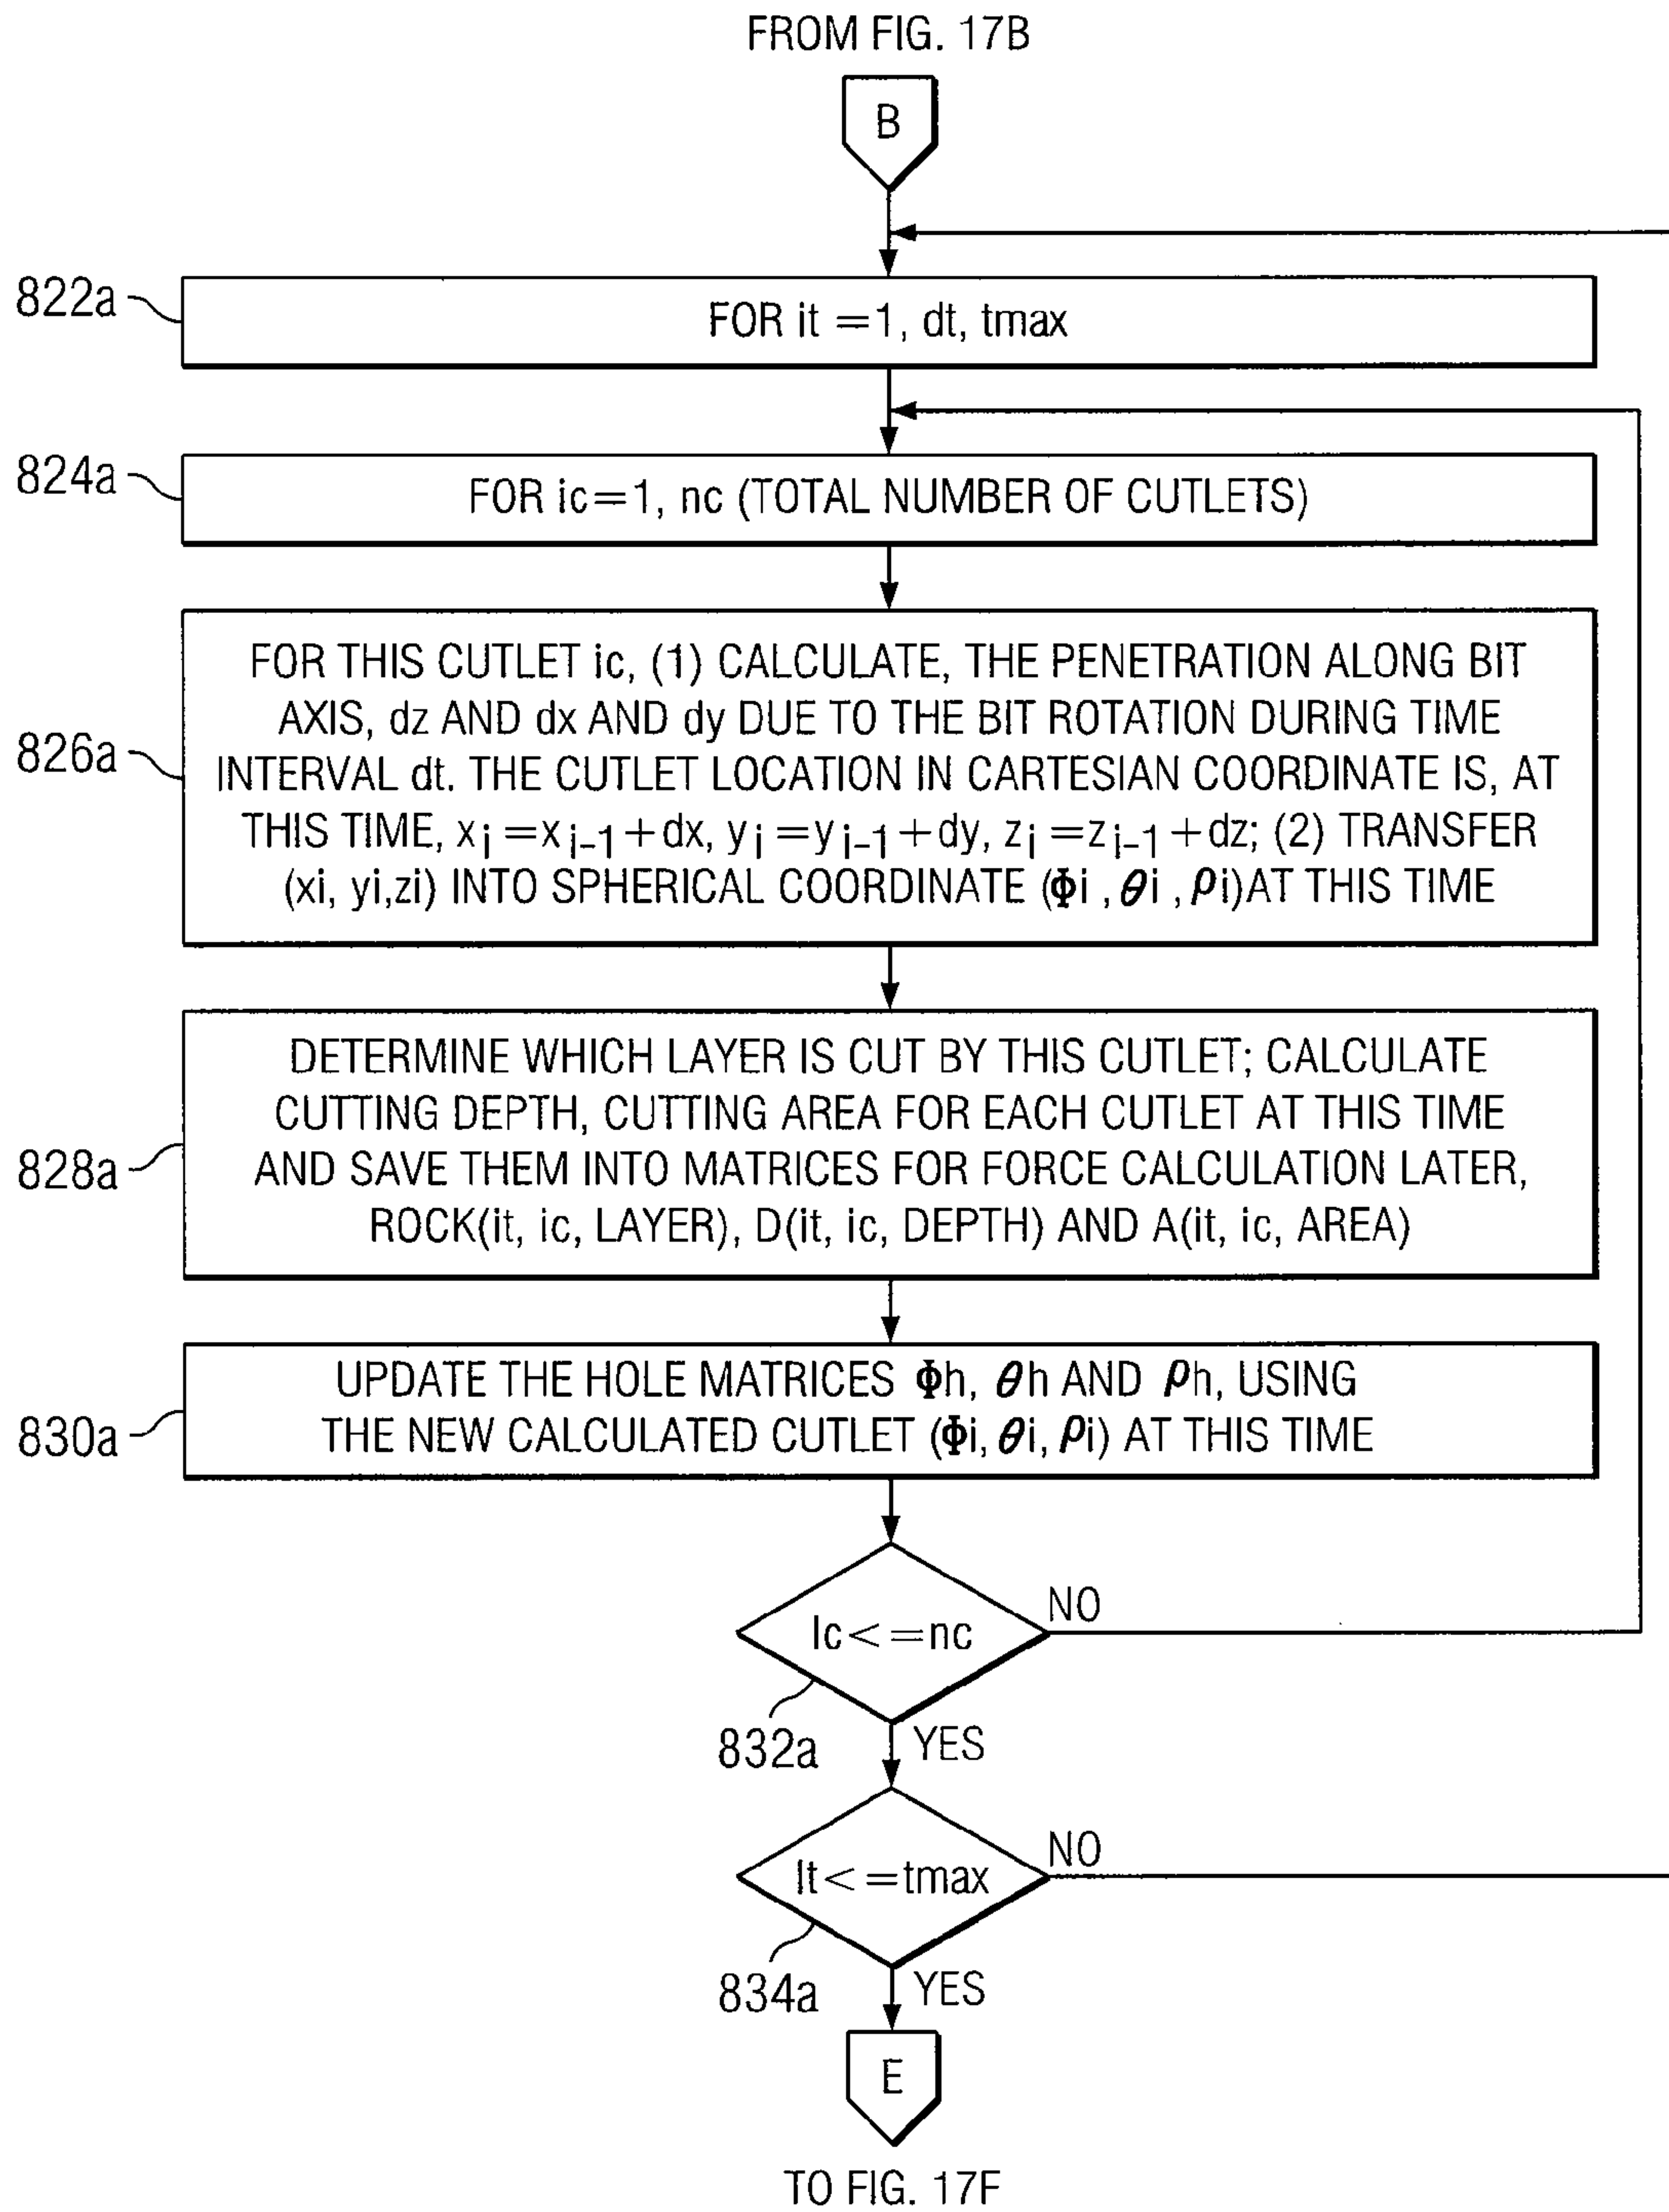 FROM FIG. 17B
B
822a
FOR it =1, dt, tmax
824a
FOR ic=1, nc (TOTAL NUMBER OF CUTLETS)
826a
FOR THIS CUTLET ic, (1) CALCULATE, THE PENETRATION ALONG BIT
AXIS, dz AND dx AND dy DUE TO THE BIT ROTATION DURING TIME
INTERVAL dt. THE CUTLET LOCATION IN CARTESIAN COORDINATE IS, AT
THIS TIME, x i =x i-1 +dx, y i =y i-1 +dy, z i =z i-1 +dz; (2) TRANSFER
(xi, yi,zi) INTO SPHERICAL COORDINATE (Φi , θi , ρi)AT THIS TIME
828a
DETERMINE WHICH LAYER IS CUT BY THIS CUTLET; CALCULATE
CUTTING DEPTH, CUTTING AREA FOR EACH CUTLET AT THIS TIME
AND SAVE THEM INTO MATRICES FOR FORCE CALCULATION LATER,
ROCK(it, ic, LAYER), D(it, ic, DEPTH) AND A(it, ic, AREA)
830a
UPDATE THE HOLE MATRICES Φh, θh AND ρh, USING
THE NEW CALCULATED CUTLET (Φi, θi, ρi) AT THIS TIME
Ic<=nc
NO
832a
YES
It<=tmax
NO
834a
YES
E
TO FIG. 17F